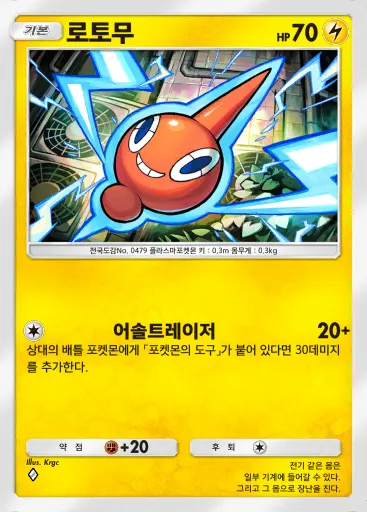 기본 로토무 HP 70
전국도감No. 0479 플라스마포켓몬 키 : 0.3m 몸무게 : 0.3kg
어솔트레이저 20+
상대의 배틀 포켓몬에게 「포켓몬의 도구」가 붙어 있다면 30데미지
를 추가한다.
약점 +20 후퇴
Illus. Krgc
전기 같은 몸은
일부 기계에 들어갈 수 있다.
그리고 그 몸으로 장난을 친다.